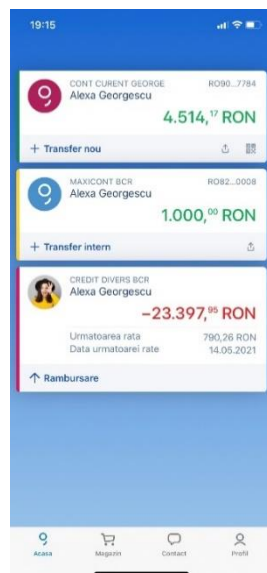 19:15
CONT CURENT GEORGE RO90...7784
Alexa Georgescu
4.514,17 RON
+ Transfer nou
MAXICONT BCR RO82...0008
Alexa Georgescu
1.000,00 RON
+ Transfer intern
CREDIT DIVERS BCR
Alexa Georgescu
−23.397,95 RON
Urmatoarea rata 790,26 RON
Data urmatoarei rate 14.05.2021
↑ Rambursare
Acasa Magazin Contact Profil